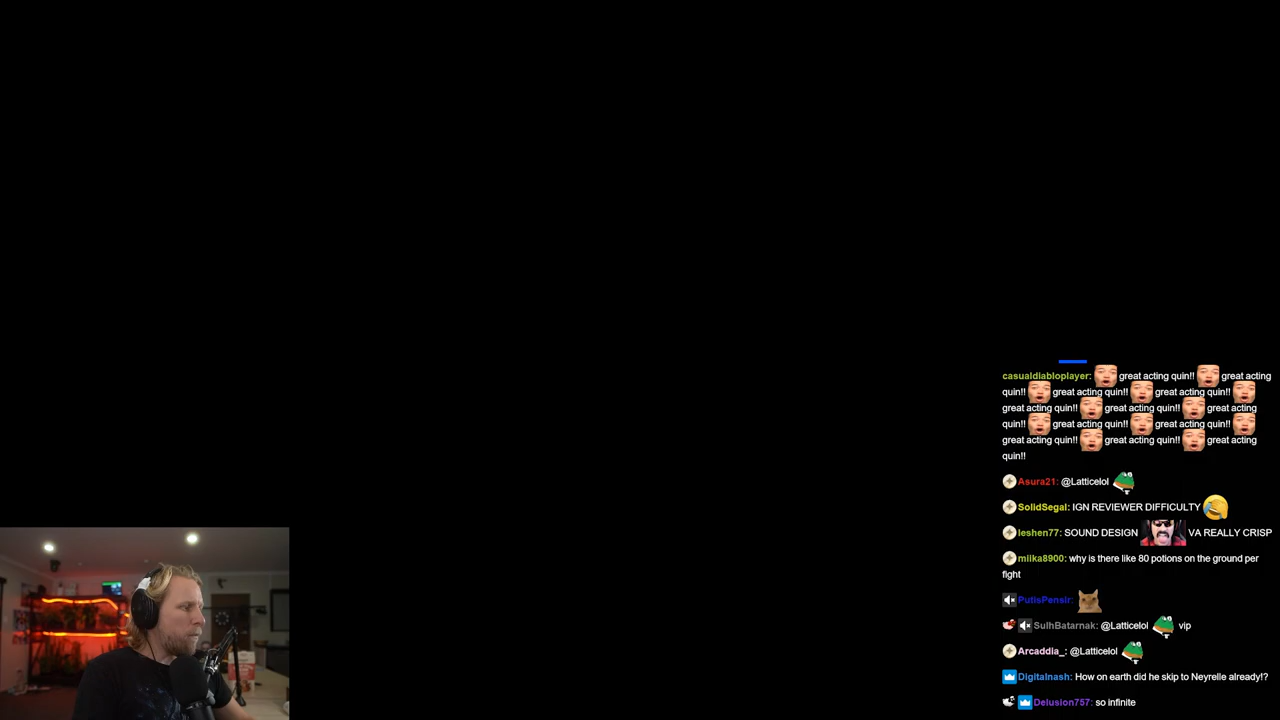 casualdiabloplayer: great acting quin!! great acting
quin!! great acting quin!! great acting quin!!
great acting quin!! great acting quin!! great acting
quin!! great acting quin!! great acting quin!!
great acting quin!! great acting quin!! great acting
quin!!
Asura21: @Latticelol
SolidSegal: IGN REVIEWER DIFFICULTY
leshen77: SOUND DESIGN VA REALLY CRISP
miika8900: why is there like 80 potions on the ground per
fight
PutisPensir:
SulhBatarnak: @Latticelol vip
Arcaddia_: @Latticelol
Digitalnash: How on earth did he skip to Neyrelle already!?
Delusion757: so infinite